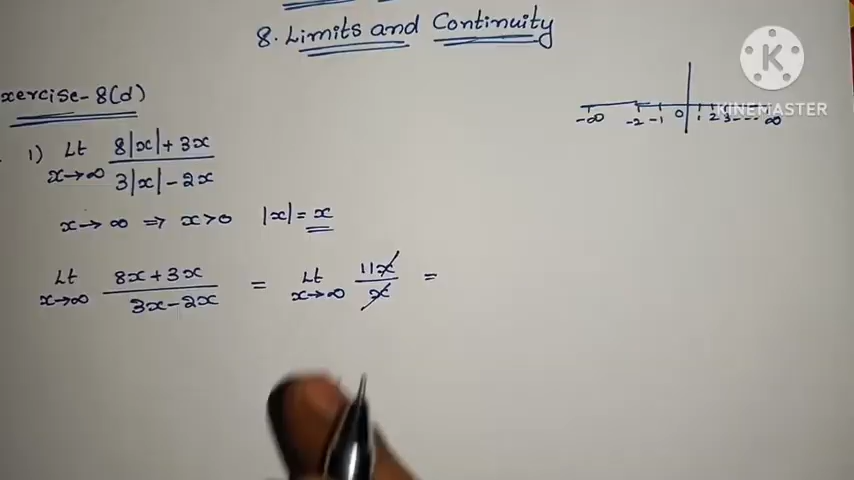 8. Limits and Continuity
xercise-8(d)
KINEMASTER
-∞ -2 -1 0 1 2 3--- ∞
1) Lt x→∞ 8|x|+3x / 3|x|-2x
x→∞ ⇒ x>0 |x|=x
Lt x→∞ 8x+3x / 3x-2x = Lt x→∞ 11x / x =